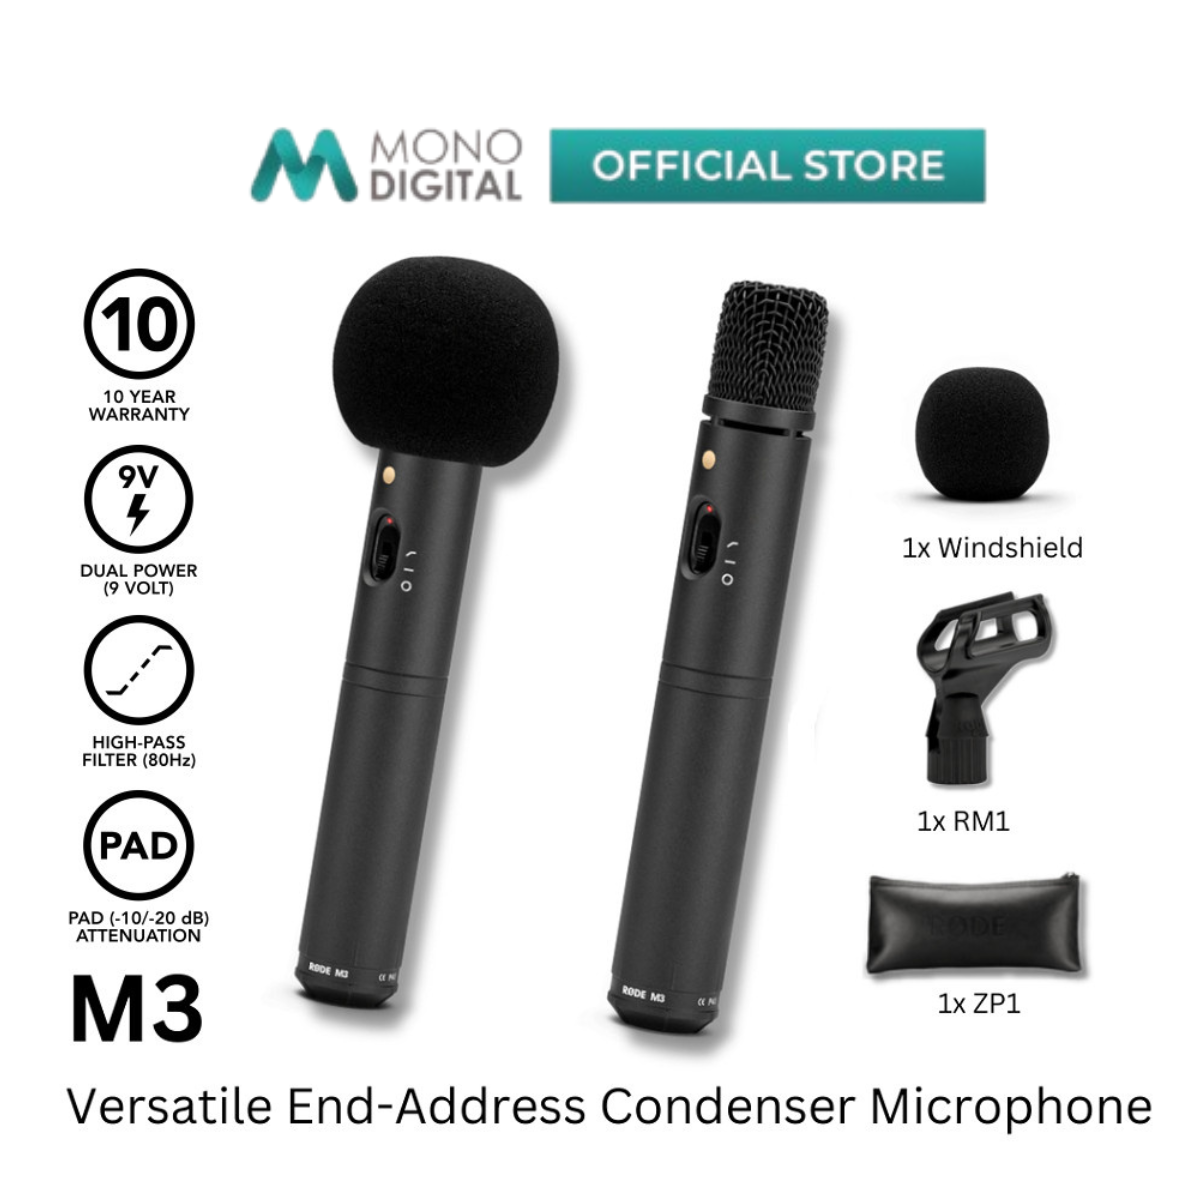 MONO
DIGITAL
OFFICIAL STORE
10
10 YEAR
WARRANTY
9V
DUAL POWER
(9 VOLT)
HIGH-PASS
FILTER (80Hz)
PAD
PAD (-10/-20 dB)
ATTENUATION
M3
Versatile End-Address Condenser Microphone
RØDE M3
RØDE M3
1x Windshield
1x RM1
RØDE
1x ZP1